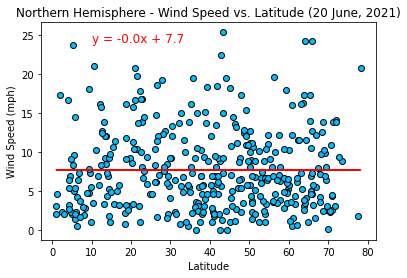 Northern Hemisphere - Wind Speed vs. Latitude (20 June, 2021)
y = -0.0x + 7.7
Wind Speed (mph)
25
20
15
10
5
0
0 10 20 30 40 50 60 70 80
Latitude